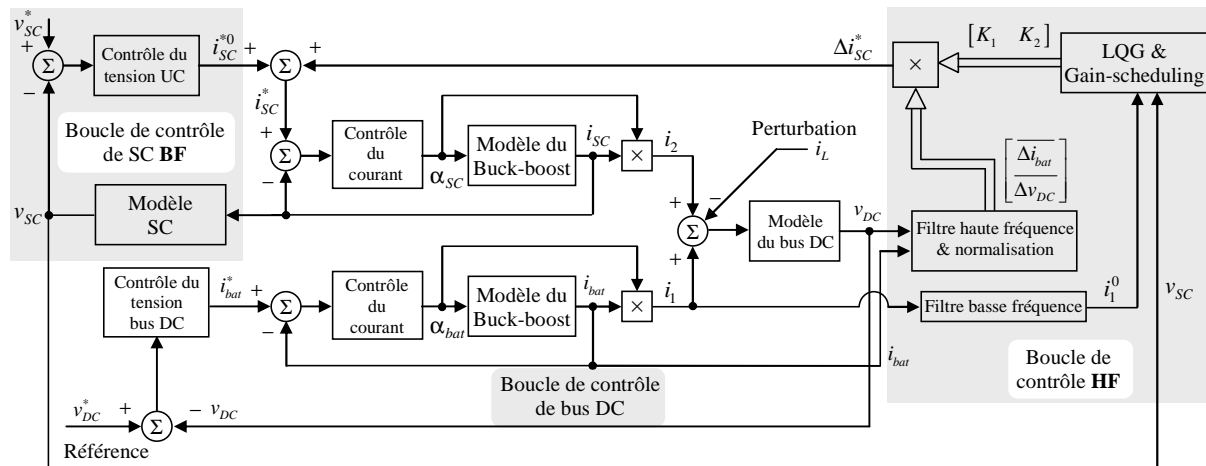 v*SC
+
Σ
−
Contrôle du
tension UC
i*0SC
+
Σ
+
Δi*SC
×
[K1 K2]
LQG &
Gain-scheduling
Boucle de contrôle
de SC BF
i*SC
+
Σ
−
Contrôle
du
courant
αSC
Modèle du
Buck-boost
iSC
×
i2
Perturbation
iL
vSC
Modèle
SC
+
−
Σ
+
Modèle
du bus DC
vDC
[Δibat
ΔvDC]
Filtre haute fréquence
& normalisation
Contrôle du
tension
bus DC
i*bat
+
Σ
−
Contrôle
du
courant
αbat
Modèle du
Buck-boost
ibat
×
i1
Filtre basse fréquence
i01
vSC
ibat
Boucle de contrôle
de bus DC
Boucle de
contrôle HF
v*DC
+
Σ
− vDC
Référence